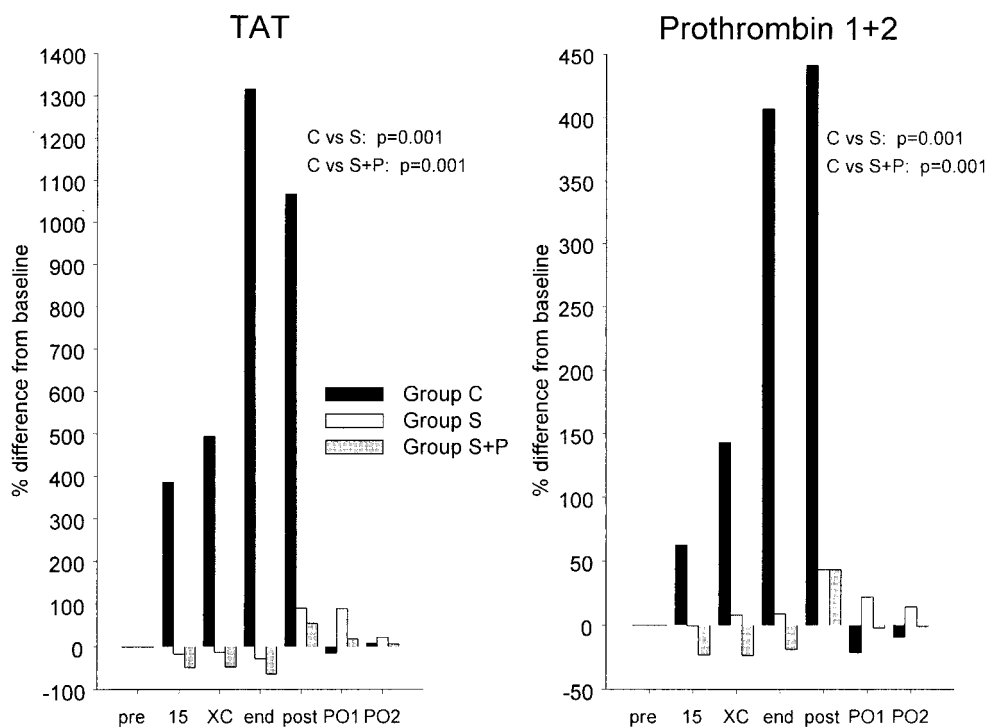 TAT
1400
1300
1200
1100
1000
900
800
700
600
500
400
300
200
100
0
-100
% difference from baseline
C vs S: p=0.001
C vs S+P: p=0.001
Group C
Group S
Group S+P
pre 15 XC end post PO1 PO2
Prothrombin 1+2
450
400
350
300
250
200
150
100
50
0
-50
% difference from baseline
C vs S: p=0.001
C vs S+P: p=0.001
pre 15 XC end post PO1 PO2